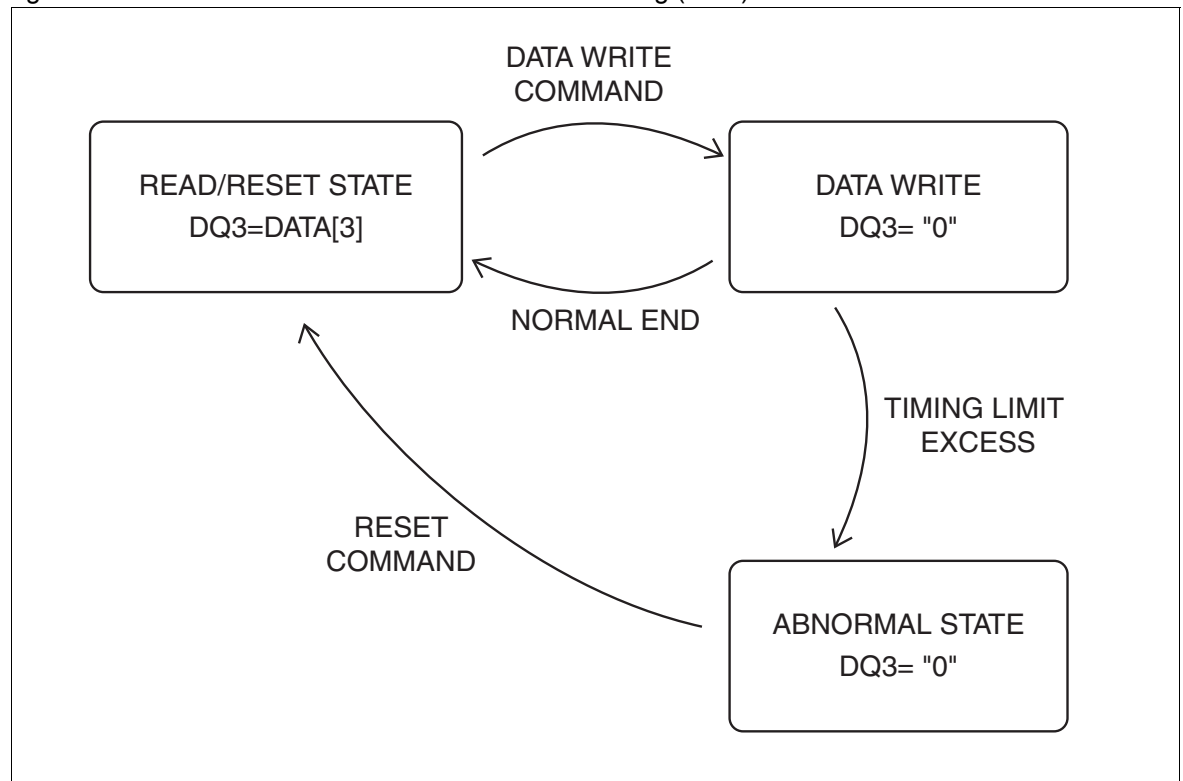 DATA WRITE
COMMAND
READ/RESET STATE
DQ3=DATA[3]
DATA WRITE
DQ3= "0"
NORMAL END
TIMING LIMIT
EXCESS
RESET
COMMAND
ABNORMAL STATE
DQ3= "0"